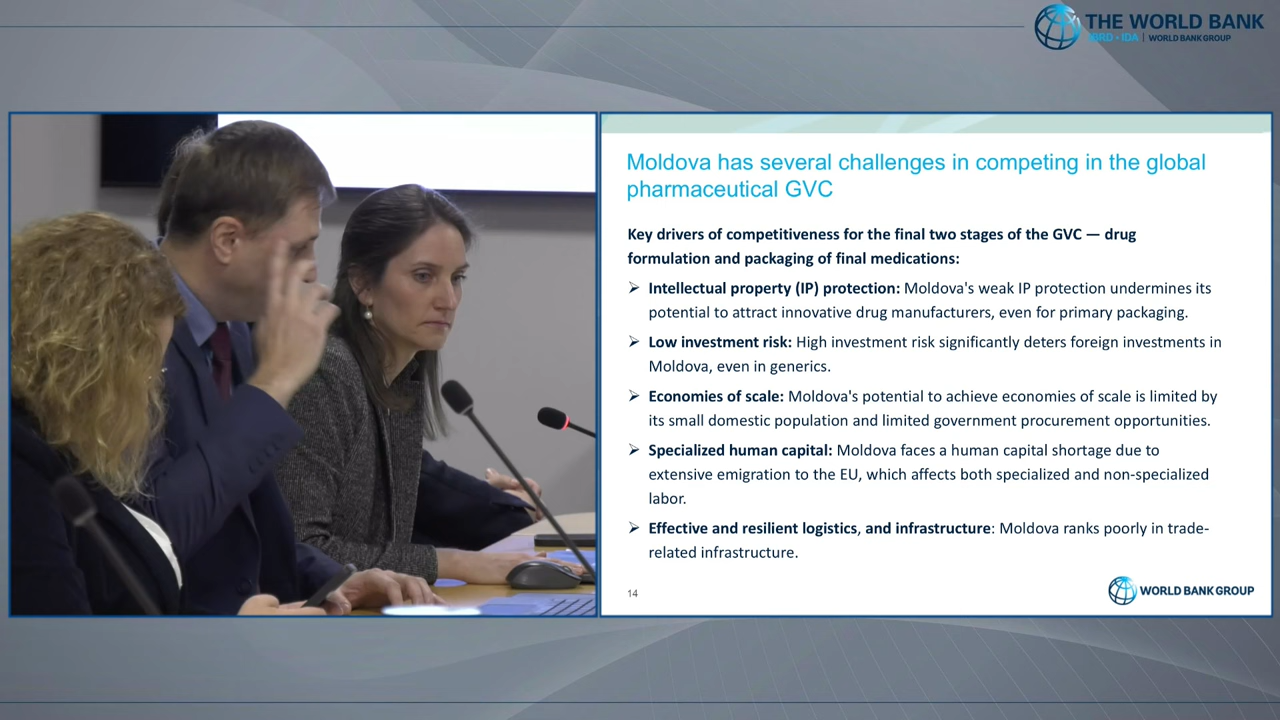 THE WORLD BANK
IBRD • IDA | WORLD BANK GROUP
Moldova has several challenges in competing in the global
pharmaceutical GVC
Key drivers of competitiveness for the final two stages of the GVC — drug
formulation and packaging of final medications:
➢ Intellectual property (IP) protection: Moldova's weak IP protection undermines its
potential to attract innovative drug manufacturers, even for primary packaging.
➢ Low investment risk: High investment risk significantly deters foreign investments in
Moldova, even in generics.
➢ Economies of scale: Moldova's potential to achieve economies of scale is limited by
its small domestic population and limited government procurement opportunities.
➢ Specialized human capital: Moldova faces a human capital shortage due to
extensive emigration to the EU, which affects both specialized and non-specialized
labor.
➢ Effective and resilient logistics, and infrastructure: Moldova ranks poorly in trade-
related infrastructure.
14
WORLD BANK GROUP